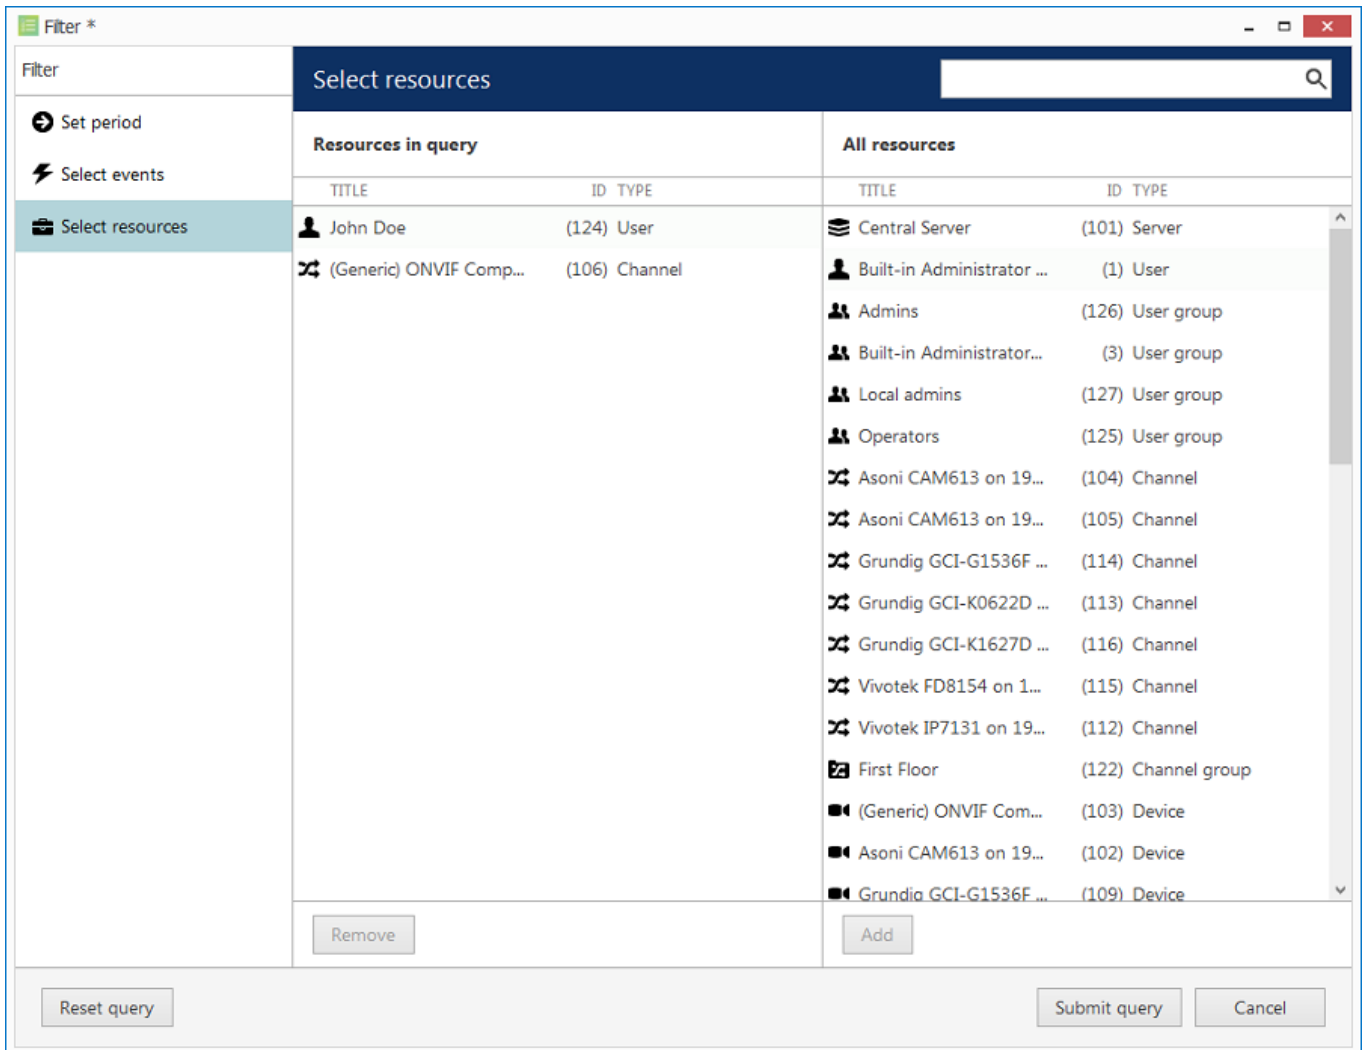 Filter *
Filter
Set period
Select events
Select resources
Select resources
Resources in query
TITLE ID TYPE
John Doe (124) User
(Generic) ONVIF Comp... (106) Channel
Remove
All resources
TITLE ID TYPE
Central Server (101) Server
Built-in Administrator ... (1) User
Admins (126) User group
Built-in Administrator... (3) User group
Local admins (127) User group
Operators (125) User group
Asoni CAM613 on 19... (104) Channel
Asoni CAM613 on 19... (105) Channel
Grundig GCI-G1536F ... (114) Channel
Grundig GCI-K0622D ... (113) Channel
Grundig GCI-K1627D ... (116) Channel
Vivotek FD8154 on 1... (115) Channel
Vivotek IP7131 on 19... (112) Channel
First Floor (122) Channel group
(Generic) ONVIF Com... (103) Device
Asoni CAM613 on 19... (102) Device
Grundig GCI-G1536F ... (109) Device
Add
Reset query
Submit query
Cancel